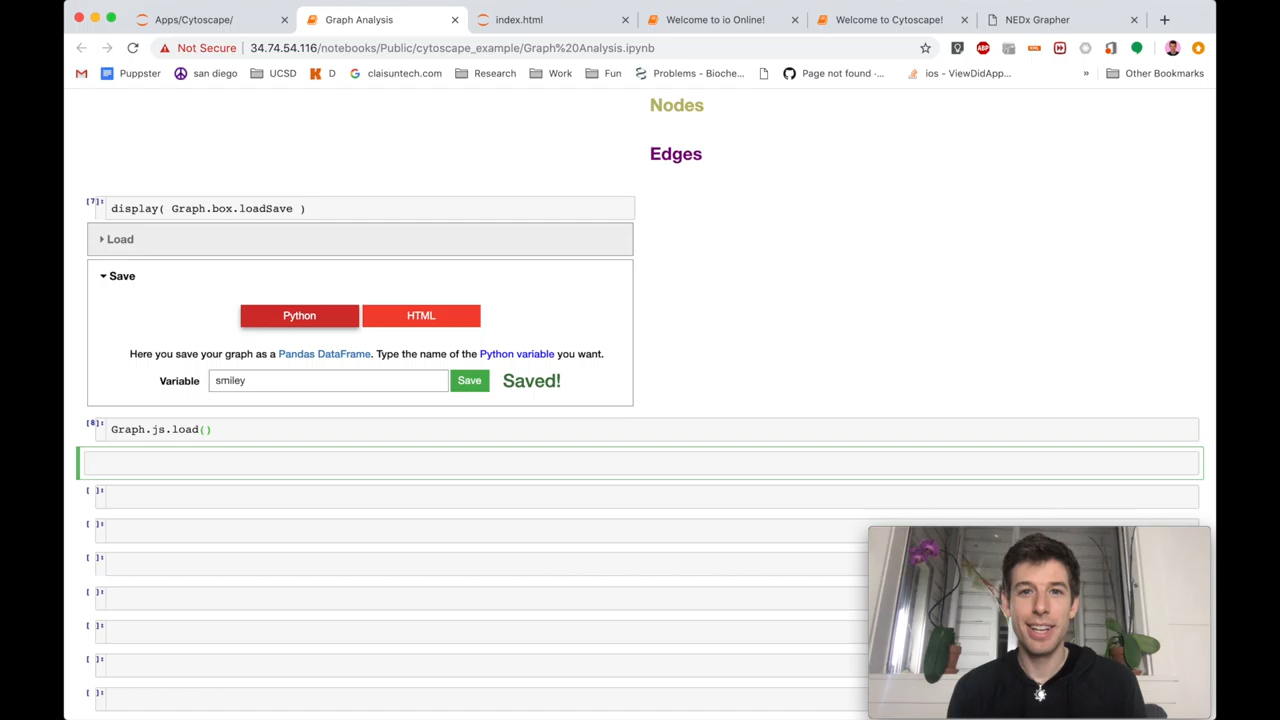 Apps/Cytoscape/
Graph Analysis
index.html
Welcome to io Online!
Welcome to Cytoscape!
NEDx Grapher
Not Secure
34.74.54.116/notebooks/Public/cytoscape_example/Graph%20Analysis.ipynb
ABP
Puppster
san diego
UCSD
D
claisuntech.com
Research
Work
Fun
Problems - Bioche...
Page not found ·...
ios - ViewDidApp...
»
Other Bookmarks
Nodes
Edges
[7]:
display( Graph.box.loadSave )
Load
Save
Python
HTML
Here you save your graph as a Pandas DataFrame. Type the name of the Python variable you want.
Variable
smiley
Save
Saved!
[8]:
Graph.js.load()
[ ]:
[ ]:
[ ]:
[ ]:
[ ]:
[ ]:
[ ]: